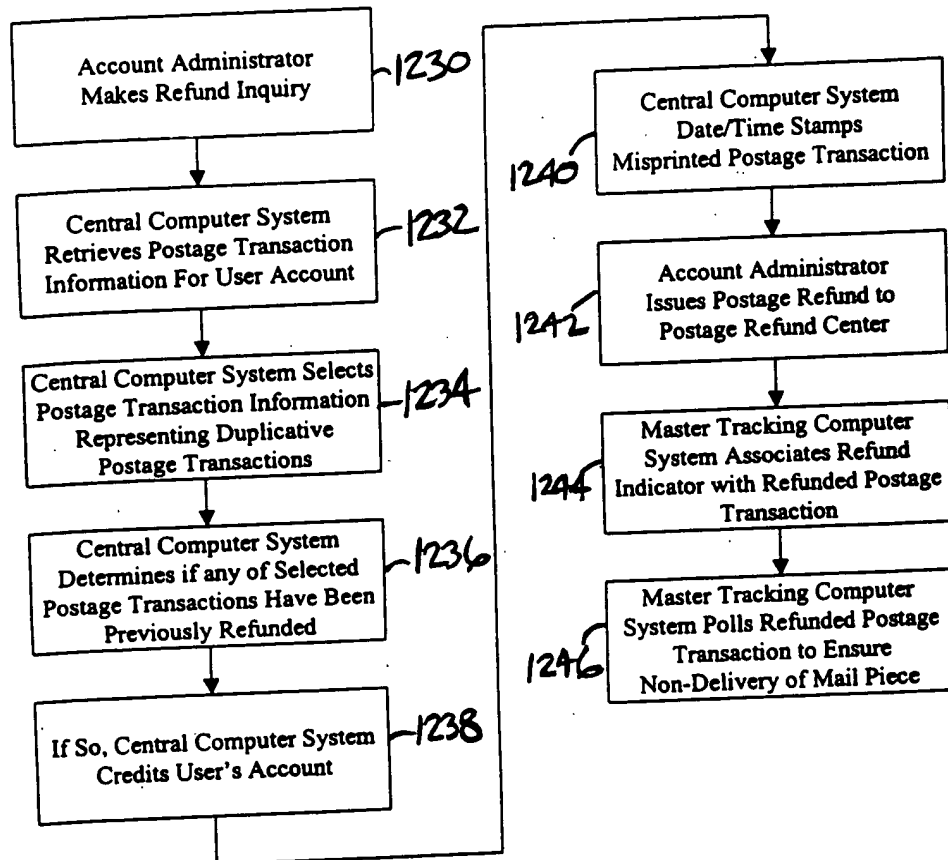 Account Administrator
Makes Refund Inquiry
1230
Central Computer System
Retrieves Postage Transaction
Information For User Account
1232
Central Computer System Selects
Postage Transaction Information
Representing Duplicative
Postage Transactions
1234
Central Computer System
Determines if any of Selected
Postage Transactions Have Been
Previously Refunded
1236
If So, Central Computer System
Credits User's Account
1238
Central Computer System
Date/Time Stamps
Misprinted Postage Transaction
1240
Account Administrator
Issues Postage Refund to
Postage Refund Center
1242
Master Tracking Computer
System Associates Refund
Indicator with Refunded Postage
Transaction
1244
Master Tracking Computer
System Polls Refunded Postage
Transaction to Ensure
Non-Delivery of Mail Piece
1246